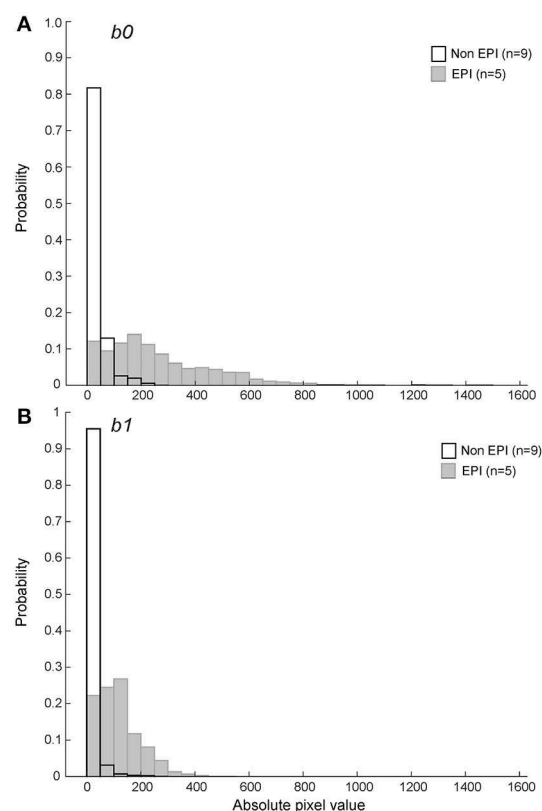 A
b0
Non EPI (n=9)
EPI (n=5)
Probability
1.0
0.9
0.8
0.7
0.6
0.5
0.4
0.3
0.2
0.1
0
0 200 400 600 800 1000 1200 1400 1600
B
b1
Non EPI (n=9)
EPI (n=5)
Probability
1
0.9
0.8
0.7
0.6
0.5
0.4
0.3
0.2
0.1
0
0 200 400 600 800 1000 1200 1400 1600
Absolute pixel value